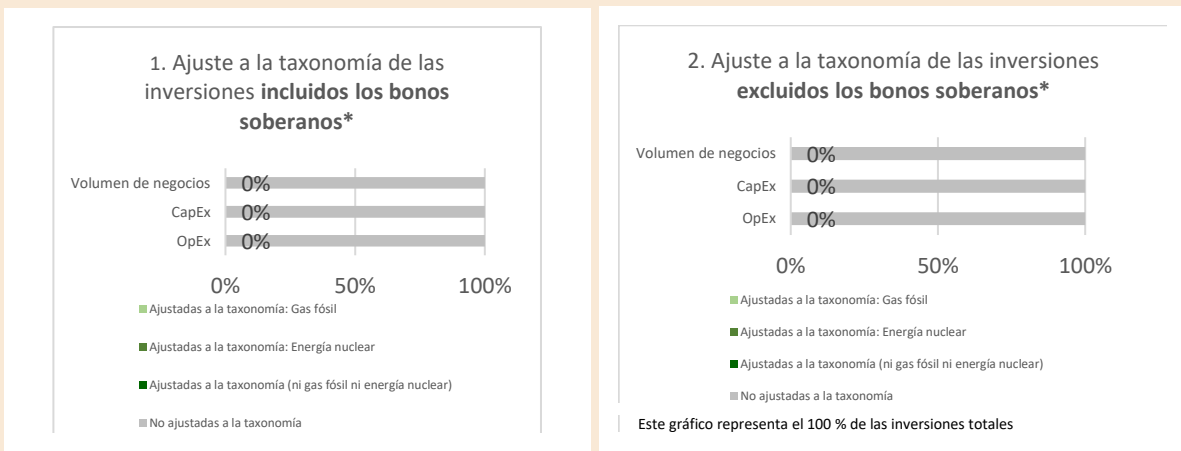 1. Ajuste a la taxonomía de las
inversiones incluidos los bonos
soberanos*
Volumen de negocios 0%
CapEx 0%
OpEx 0%
0% 50% 100%
Ajustadas a la taxonomía: Gas fósil
Ajustadas a la taxonomía: Energía nuclear
Ajustadas a la taxonomía (ni gas fósil ni energía nuclear)
No ajustadas a la taxonomía
2. Ajuste a la taxonomía de las inversiones
excluidos los bonos soberanos*
Volumen de negocios 0%
CapEx 0%
OpEx 0%
0% 50% 100%
Ajustadas a la taxonomía: Gas fósil
Ajustadas a la taxonomía: Energía nuclear
Ajustadas a la taxonomía (ni gas fósil ni energía nuclear)
No ajustadas a la taxonomía
Este gráfico representa el 100 % de las inversiones totales